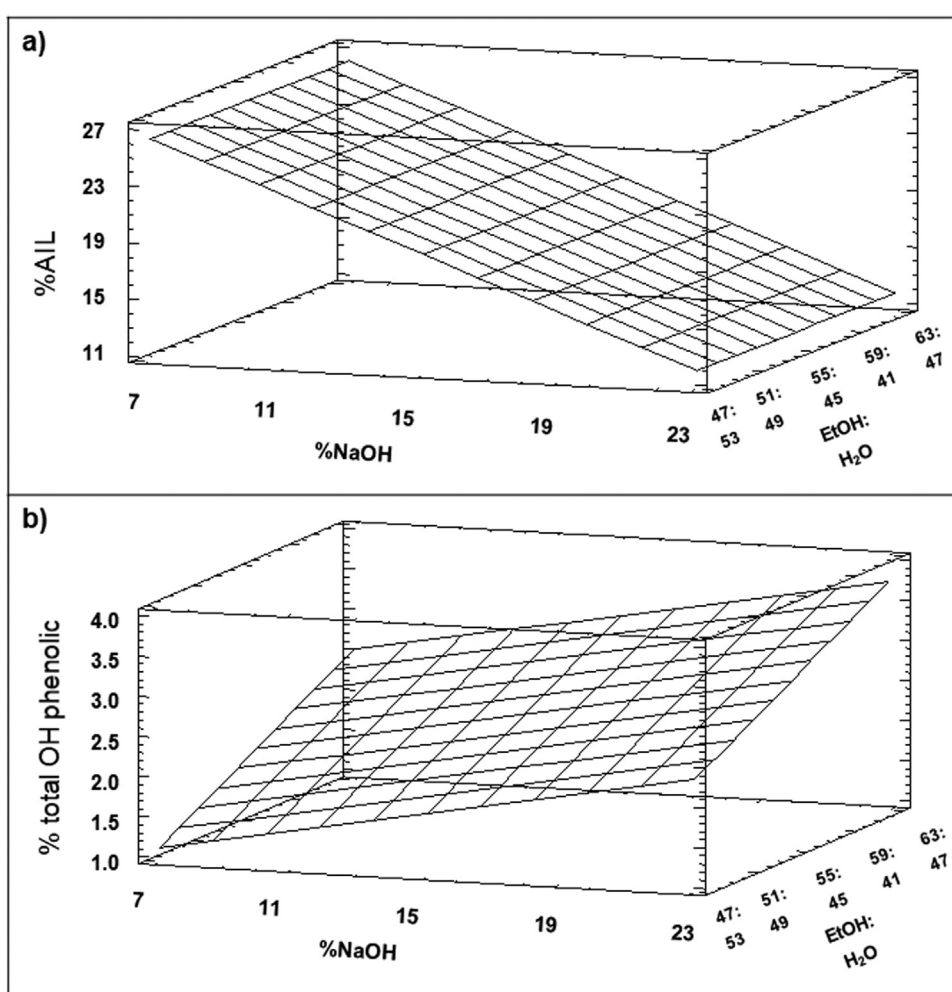 a)
27
23
19
15
11
%AIL
7 11 15 19 23
%NaOH
47: 51: 55: 59: 63:
53 49 45 41 47
EtOH:
H₂O
b)
4.0
3.5
3.0
2.5
2.0
1.5
1.0
% total OH phenolic
7 11 15 19 23
%NaOH
47: 51: 55: 59: 63:
53 49 45 41 47
EtOH:
H₂O